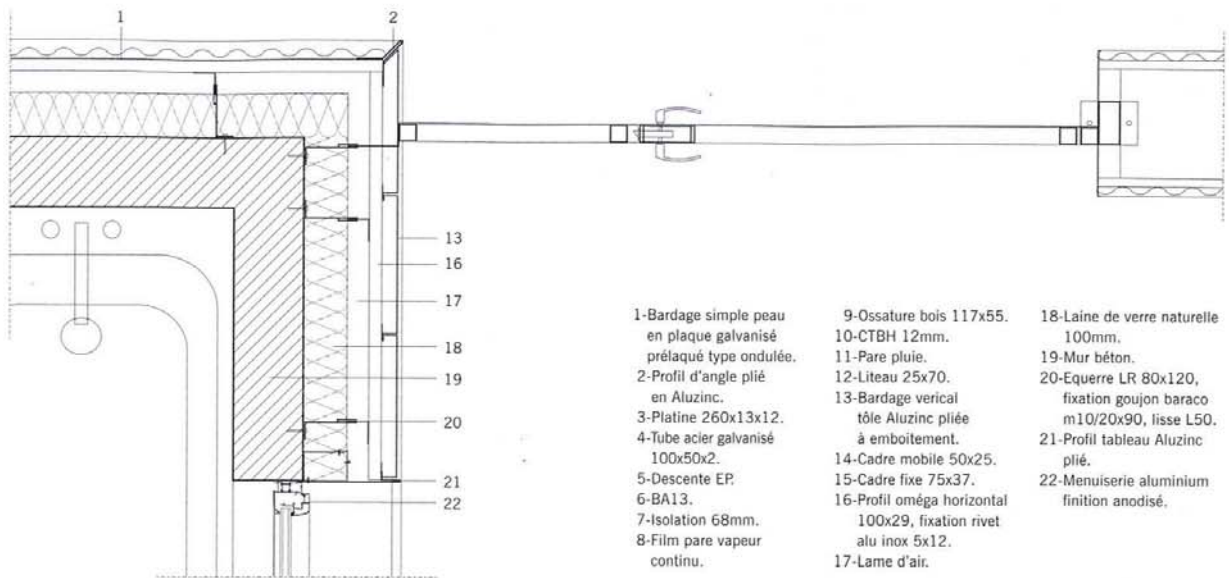 1
2
13
16
17
18
19
20
21
22
1-Bardage simple peau
en plaque galvanisé
prélaqué type ondulée.
2-Profil d'angle plié
en Aluzinc.
3-Platine 260x13x12.
4-Tube acier galvanisé
100x50x2.
5-Descente EP.
6-BA13.
7-Isolation 68mm.
8-Film pare vapeur
continu.
9-Ossature bois 117x55.
10-CTBH 12mm.
11-Pare pluie.
12-Liteau 25x70.
13-Bardage verical
tôle Aluzinc pliée
à emboitement.
14-Cadre mobile 50x25.
15-Cadre fixe 75x37.
16-Profil oméga horizontal
100x29, fixation rivet
alu inox 5x12.
17-Lame d'air.
18-Laine de verre naturelle
100mm.
19-Mur béton.
20-Equerre LR 80x120,
fixation goujon baraco
m10/20x90, lisse L50.
21-Profil tableau Aluzinc
plié.
22-Menuiserie aluminium
finition anodisé.